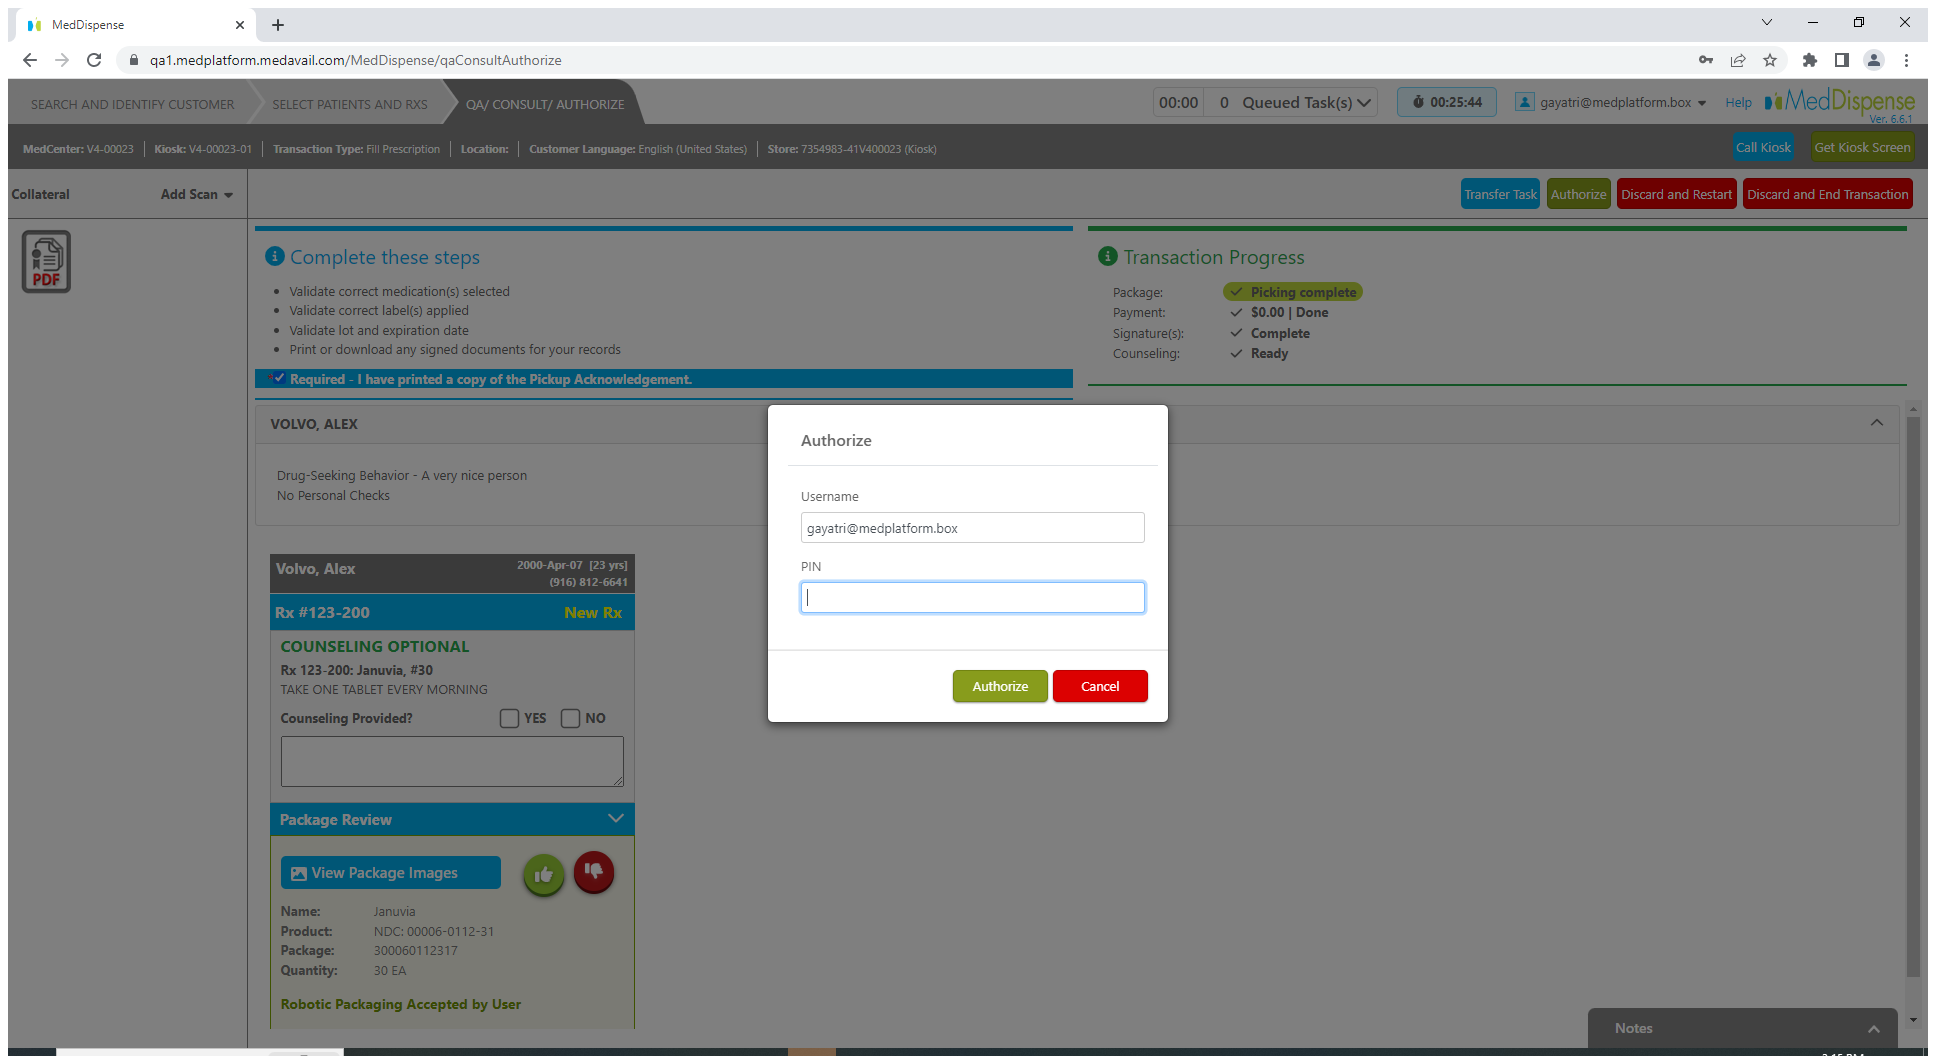 MedDispense
qa1.medplatform.medavail.com/MedDispense/qaConsultAuthorize
SEARCH AND IDENTIFY CUSTOMER
SELECT PATIENTS AND RXS
QA/ CONSULT/ AUTHORIZE
00:00 0 Queued Task(s)
00:25:44
gayatri@medplatform.box
Help
MedDispense
Ver. 6.6.1
MedCenter: V4-00023
Kiosk: V4-00023-01
Transaction Type: Fill Prescription
Location:
Customer Language: English (United States)
Store: 7354983-41V400023 (Kiosk)
Call Kiosk
Get Kiosk Screen
Collateral
Add Scan
Transfer Task
Authorize
Discard and Restart
Discard and End Transaction
PDF
Complete these steps
Validate correct medication(s) selected
Validate correct label(s) applied
Validate lot and expiration date
Print or download any signed documents for your records
*Required - I have printed a copy of the Pickup Acknowledgement.
Transaction Progress
Package: Picking complete
Payment: $0.00 | Done
Signature(s): Complete
Counseling: Ready
VOLVO, ALEX
Drug-Seeking Behavior - A very nice person
No Personal Checks
Authorize
Username
gayatri@medplatform.box
PIN
Authorize
Cancel
Volvo, Alex
2000-Apr-07 [23 yrs]
(916) 812-6641
Rx #123-200
New Rx
COUNSELING OPTIONAL
Rx 123-200: Januvia, #30
TAKE ONE TABLET EVERY MORNING
Counseling Provided? YES NO
Package Review
View Package Images
Name: Januvia
Product: NDC: 00006-0112-31
Package: 300060112317
Quantity: 30 EA
Robotic Packaging Accepted by User
Notes